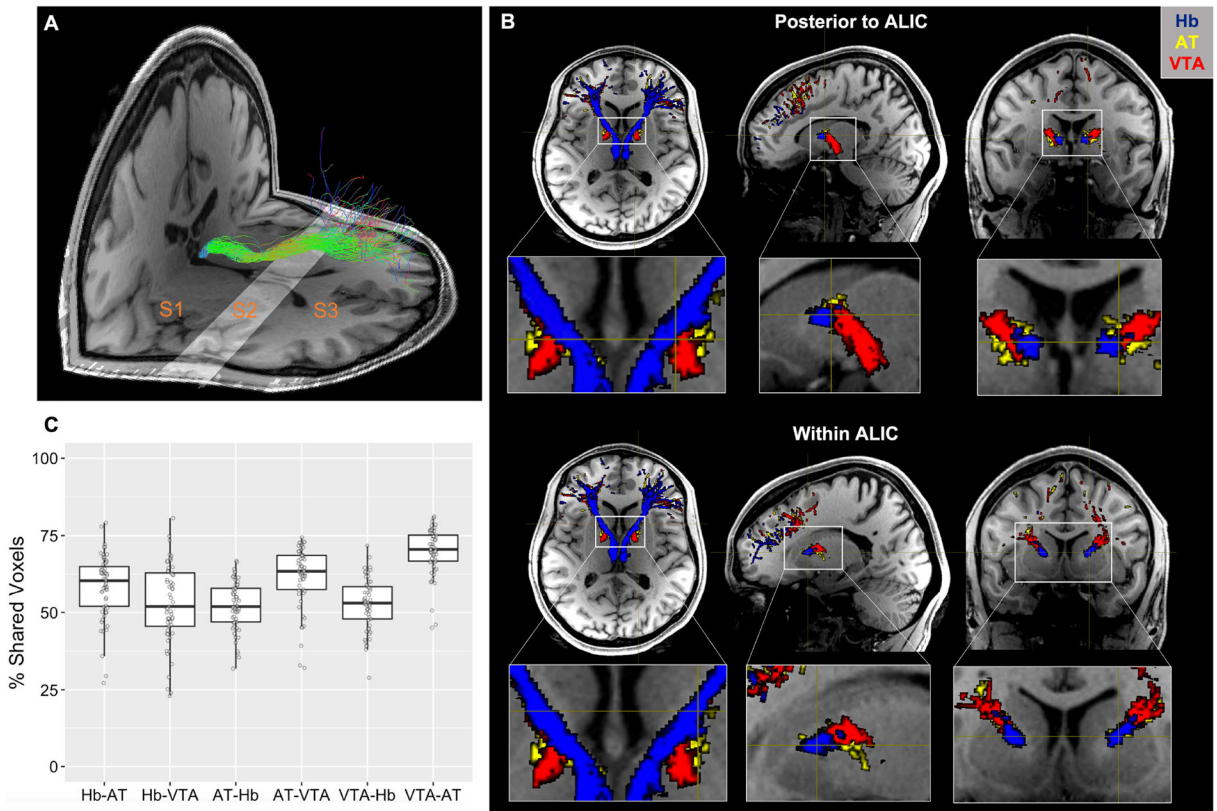 A
S1
S2
S3
B
Posterior to ALIC
Hb
AT
VTA
Within ALIC
C
% Shared Voxels
100
75
50
25
0
Hb-AT
Hb-VTA
AT-Hb
AT-VTA
VTA-Hb
VTA-AT